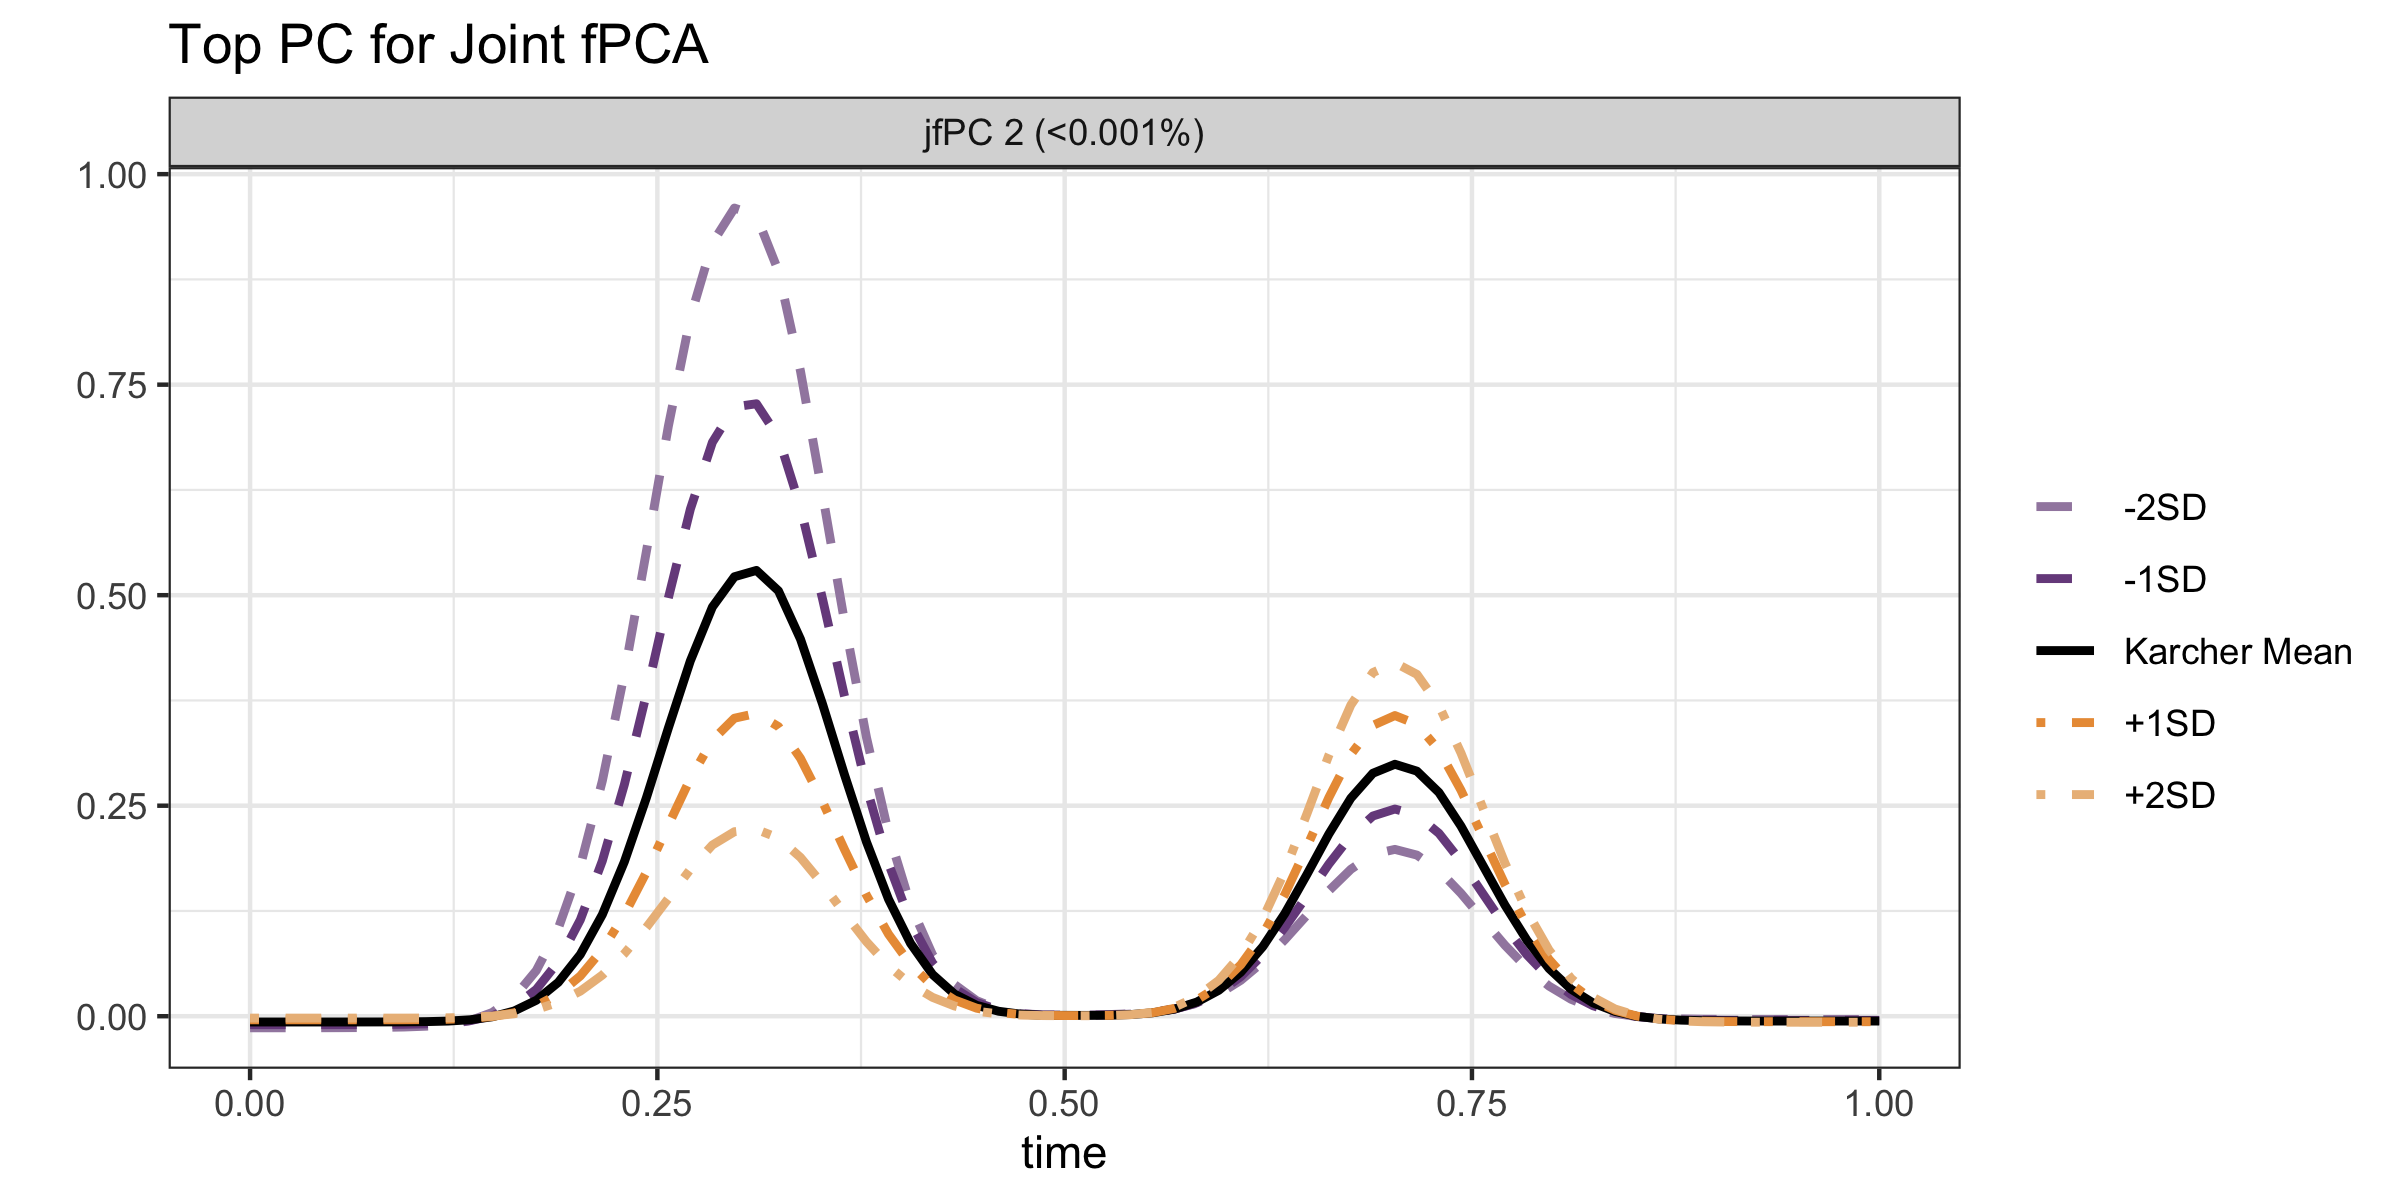 Top PC for Joint fPCA
jfPC 2 (<0.001%)
1.00
0.75
0.50
0.25
0.00
0.00 0.25 0.50 0.75 1.00
time
-2SD
-1SD
Karcher Mean
+1SD
+2SD